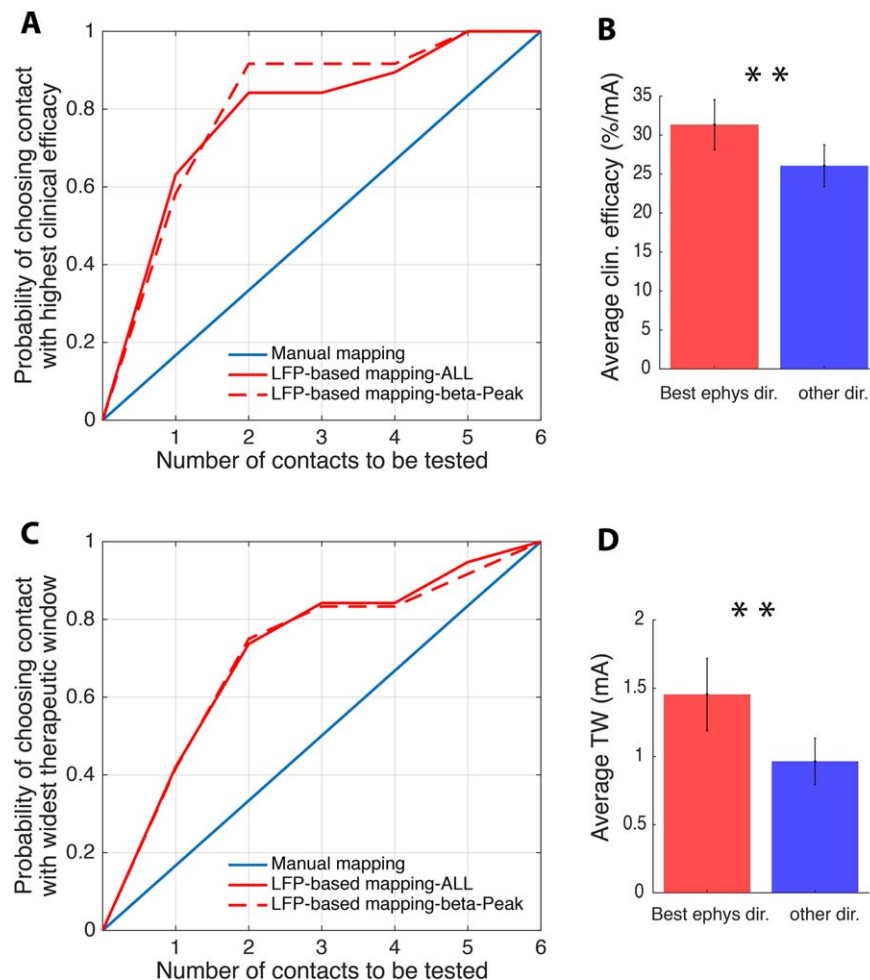 A
Probability of choosing contact
with highest clinical efficacy
1
0.8
0.6
0.4
0.2
0
Manual mapping
LFP-based mapping-ALL
LFP-based mapping-beta-Peak
1 2 3 4 5 6
Number of contacts to be tested
B
* *
Average clin. efficacy (%/mA)
35
30
25
20
15
10
5
0
Best ephys dir. other dir.
C
Probability of choosing contact
with widest therapeutic window
1
0.8
0.6
0.4
0.2
0
Manual mapping
LFP-based mapping-ALL
LFP-based mapping-beta-Peak
1 2 3 4 5 6
Number of contacts to be tested
D
* *
Average TW (mA)
2
1.5
1
0.5
0
Best ephys dir. other dir.